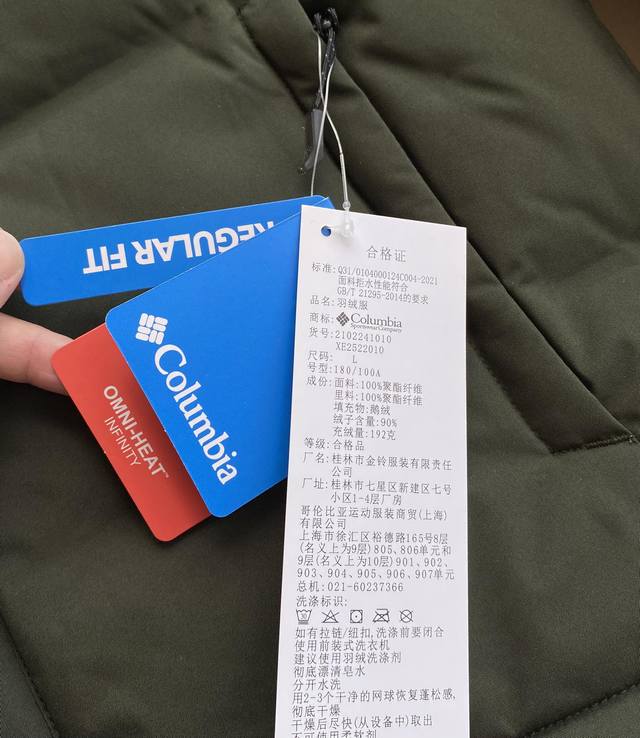 REGULAR FIT
Columbia
OMNI-HEAT™
INFINITY
合格证
标准:Q31/0104000124C004-2021
面料拒水性能符合
GB/T 21295-2014的要求
品名:羽绒服
商标:Columbia
Sportswear Company
货号:2102241010
XE2522010
尺码: L
号型:180/100A
成份:面料:100%聚酯纤维
里料:100%聚酯纤维
填充物:鹅绒
绒子含量:90%
充绒量:192克
等级:合格品
厂名:桂林市金铃服装有限责任
公司
厂址:桂林市七星区新建区七号
小区1-4层厂房
哥伦比亚运动服装商贸(上海)
有限公司
上海市徐汇区裕德路165号8层
(名义上为9层)805、806单元和
9层(名义上为10层)901、902、
903、904、905、906、907单元
总机:021-60237366
洗涤标识:
30
如有拉链/纽扣,洗涤前要闭合
使用前装式洗衣机
建议使用羽绒洗涤剂
彻底漂清皂水
分开水洗
用2-3个干净的网球恢复蓬松感,
彻底干燥
干燥后尽快(从设备中)取出
不可使用柔软剂